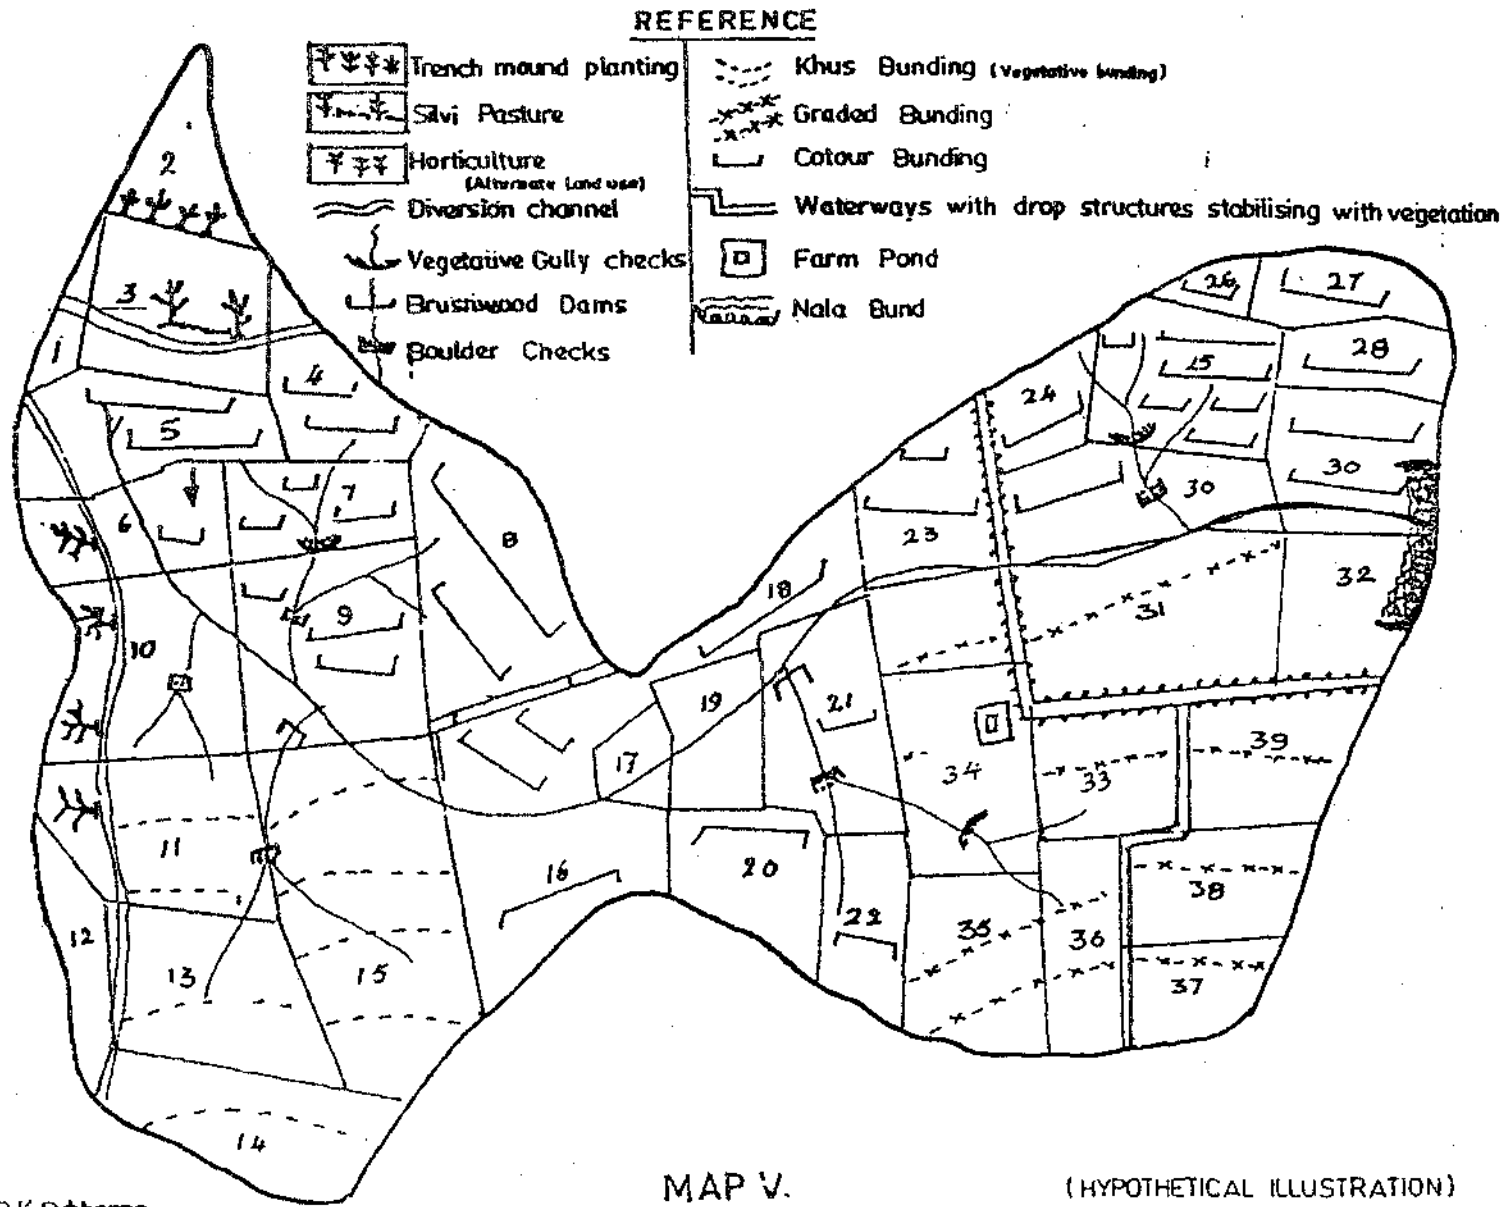 REFERENCE
Trench mound planting
Silvi Pasture
Horticulture
(Alternate Land use)
Diversion channel
Vegetative Gully checks
Brushwood Dams
Boulder Checks
Khus Bunding (Vegetative bunding)
Graded Bunding
Cotour Bunding
Waterways with drop structures stabilising with vegetation
Farm Pond
Nala Bund
2
3
1
4
5
6
7
8
9
10
11
12
13
14
15
16
17
18
19
20
21
22
23
24
25
26
27
28
30
30
31
32
33
34
35
36
37
38
39
MAP V.
(HYPOTHETICAL ILLUSTRATION)